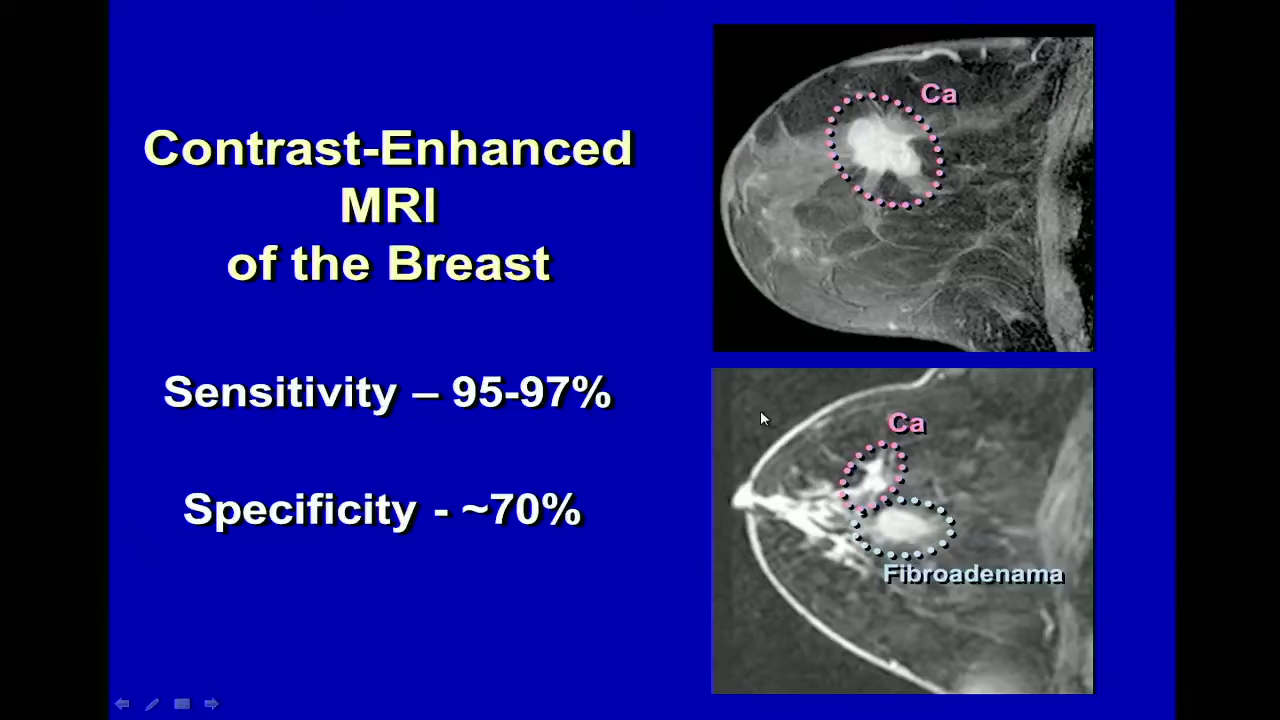 Contrast-Enhanced
MRI
of the Breast
Sensitivity – 95-97%
Specificity - ~70%
Ca
Ca
Fibroadenama